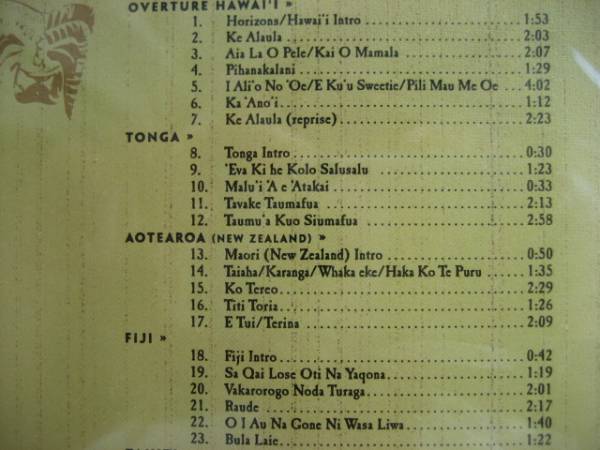 OVERTURE HAWAI'I »
1. Horizons/Hawai'i Intro 1:53
2. Ke Alaula 2:03
3. Aia La O Pele/Kai O Mamala 2:07
4. Pihanakalani 1:29
5. I Ali'o No 'Oe/E Ku'u Sweetie/Pili Mau Me Oe 4:02
6. Ka 'Ano'i 1:12
7. Ke Alaula (reprise) 2:23
TONGA »
8. Tonga Intro 0:30
9. 'Eva Ki he Kolo Salusalu 1:23
10. Malu'i 'A e 'Atakai 0:33
11. Tavake Taumafua 2:13
12. Taumu'a Kuo Siumafua 2:58
AOTEAROA (NEW ZEALAND) »
13. Maori (New Zealand) Intro 0:50
14. Taiaha/Karanga/Whaka eke/Haka Ko Te Puru 1:35
15. Ko Tereo 2:29
16. Titi Toria 1:26
17. E Tui/Terina 2:09
FIJI »
18. Fiji Intro 0:42
19. Sa Qai Lose Oti Na Yaqona 1:19
20. Vakarorogo Noda Turaga 2:01
21. Raude 2:17
22. O I Au Na Gone Ni Wasa Liwa 1:40
23. Bula Laie 1:22